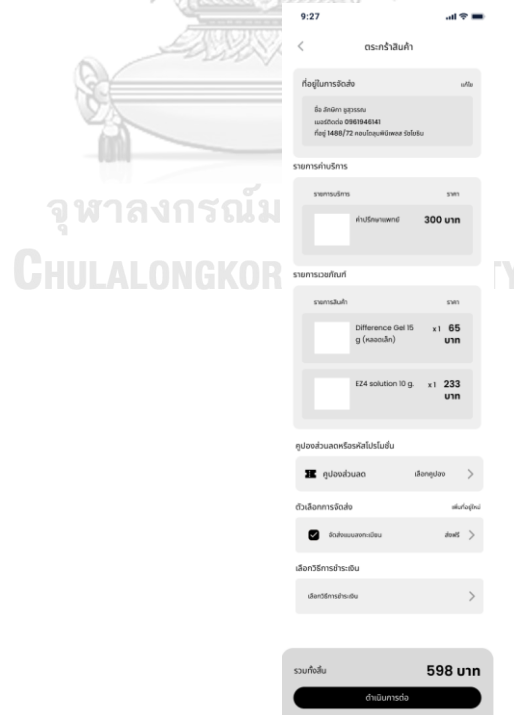 9:27
ตระกร้าสินค้า
ที่อยู่ในการจัดส่ง
แก้ไข
ชื่อ ลักษิกา ชูสุวรรณ
เบอร์ติดต่อ 0961946141
ที่อยู่ 1488/72 คอนโดลุมพินีเพลส รัชโยธิน
รายการค่าบริการ
รายการบริการ ราคา
ค่าปรึกษาแพทย์ 300 บาท
จุฬาลงกรณ์ม
CHULALONGKOR TY
รายการเวชภัณฑ์
รายการสินค้า ราคา
Difference Gel 15 x 1 65
g (หลอดเล็ก) บาท
EZ4 solution 10 g. x 1 233
บาท
คูปองส่วนลดหรือรหัสโปรโมชั่น
คูปองส่วนลด เลือกคูปอง
ตัวเลือกการจัดส่ง เพิ่มที่อยู่ใหม่
จัดส่งแบบลงทะเบียน ส่งฟรี
เลือกวิธีการชำระเงิน
เลือกวิธีการชำระเงิน
รวมทั้งสิ้น 598 บาท
ดำเนินการต่อ